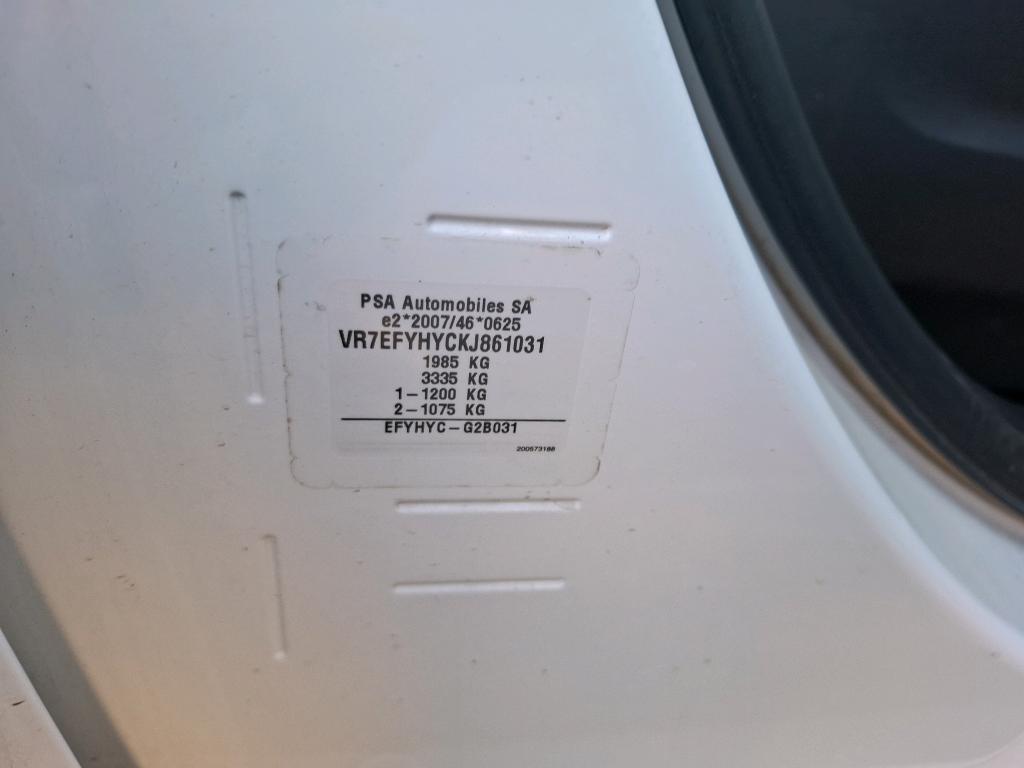 PSA Automobiles SA
e2*2007/46*0625
VR7EFYHYCKJ861031
1985 KG
3335 KG
1-1200 KG
2-1075 KG
EFYHYC-G2B031
200573188